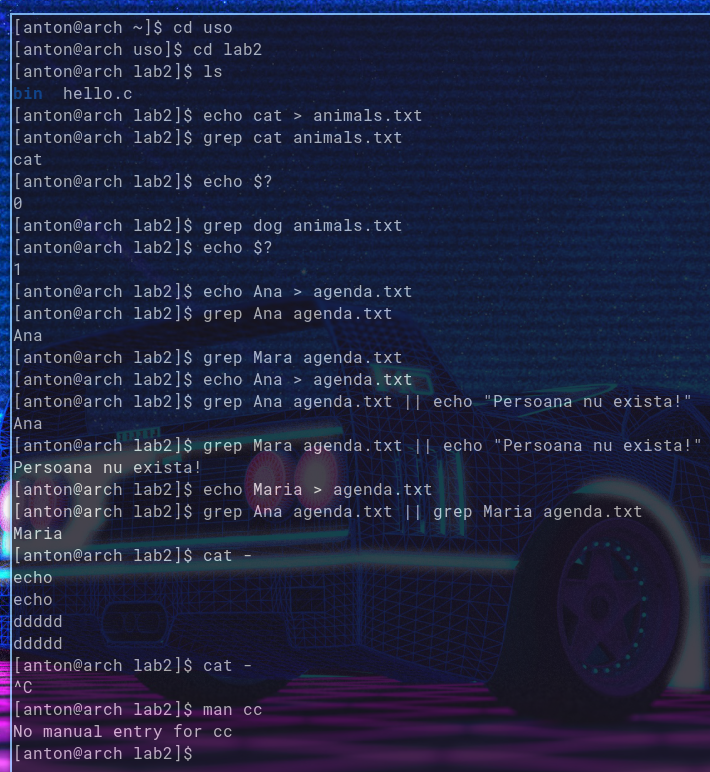 [anton@arch ~]$ cd uso
[anton@arch uso]$ cd lab2
[anton@arch lab2]$ ls
bin  hello.c
[anton@arch lab2]$ echo cat > animals.txt
[anton@arch lab2]$ grep cat animals.txt
cat
[anton@arch lab2]$ echo $?
0
[anton@arch lab2]$ grep dog animals.txt
[anton@arch lab2]$ echo $?
1
[anton@arch lab2]$ echo Ana > agenda.txt
[anton@arch lab2]$ grep Ana agenda.txt
Ana
[anton@arch lab2]$ grep Mara agenda.txt
[anton@arch lab2]$ echo Ana > agenda.txt
[anton@arch lab2]$ grep Ana agenda.txt || echo "Persoana nu exista!"
Ana
[anton@arch lab2]$ grep Mara agenda.txt || echo "Persoana nu exista!"
Persoana nu exista!
[anton@arch lab2]$ echo Maria > agenda.txt
[anton@arch lab2]$ grep Ana agenda.txt || grep Maria agenda.txt
Maria
[anton@arch lab2]$ cat -
echo
echo
ddddd
ddddd
[anton@arch lab2]$ cat -
^C
[anton@arch lab2]$ man cc
No manual entry for cc
[anton@arch lab2]$